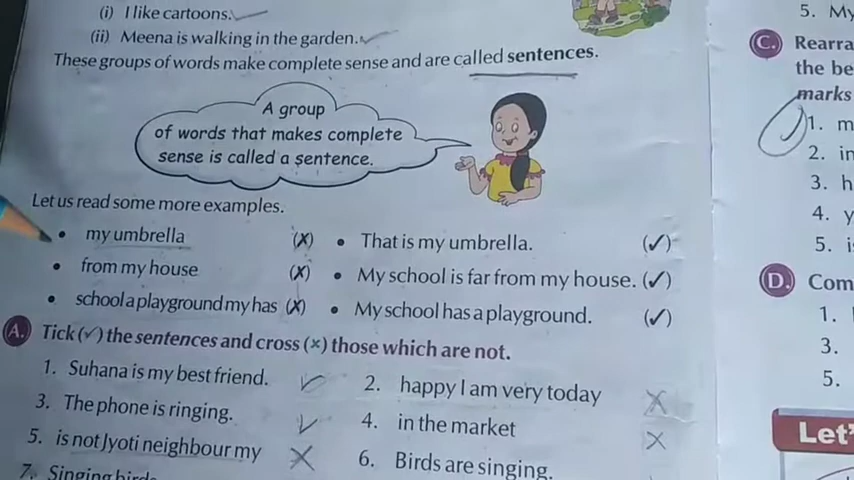 (i) I like cartoons.
(ii) Meena is walking in the garden.
These groups of words make complete sense and are called sentences.
A group
of words that makes complete
sense is called a sentence.
Let us read some more examples.
• my umbrella (X) • That is my umbrella. (✓)
• from my house (X) • My school is far from my house. (✓)
• school a playground my has (X) • My school has a playground. (✓)
A. Tick (✓) the sentences and cross (×) those which are not.
1. Suhana is my best friend. ✓ 2. happy I am very today X
3. The phone is ringing. ✓ 4. in the market X
5. is not Jyoti neighbour my X 6. Birds are singing.
7. Singing
5. My
C. Rearra
the be
marks
1. m
2. in
3. h
4. y
5. i
D. Com
1.
3.
5.
Let'